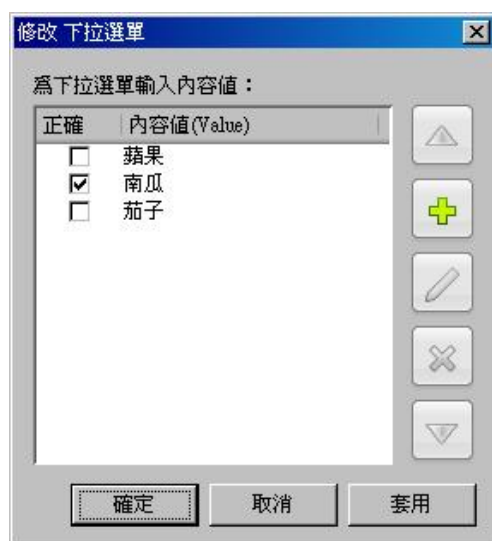 修改 下拉選單
爲下拉選單輸入內容值：
正確 內容值(Value)
蘋果
南瓜
茄子
確定 取消 套用